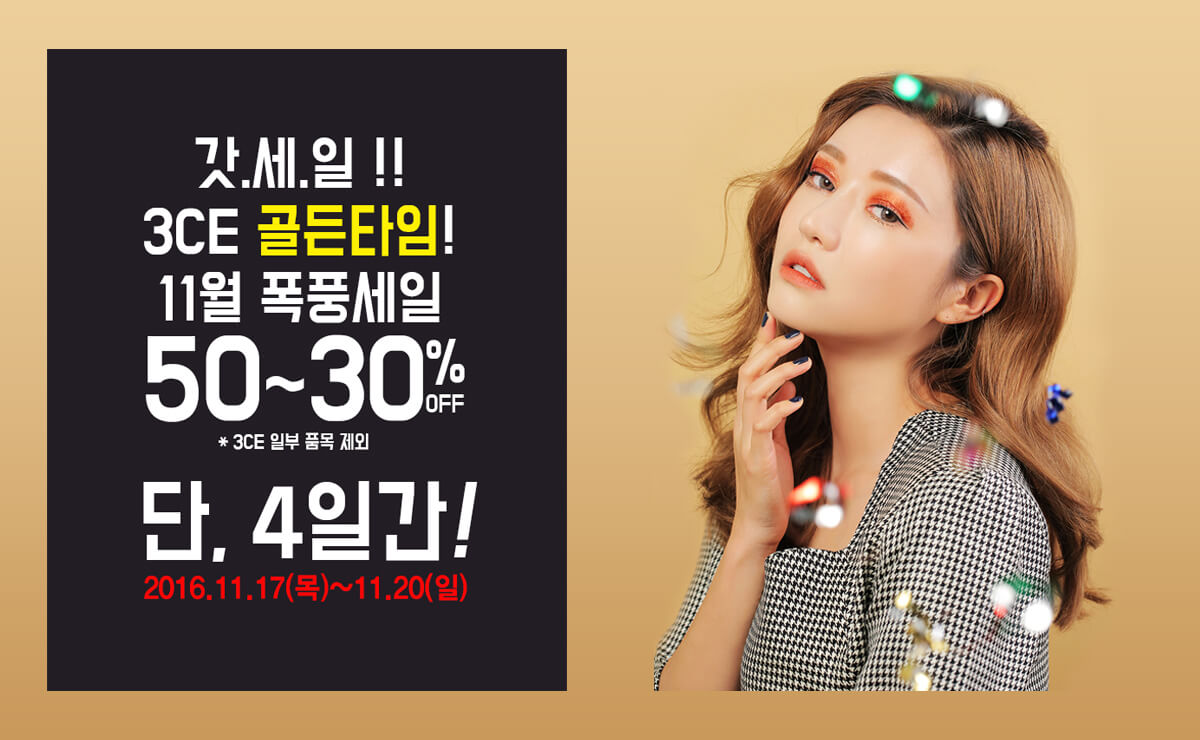 갓.세.일 !!
3CE 골든타임!
11월 폭풍세일
50~30% OFF
* 3CE 일부 품목 제외
단, 4일간!
2016.11.17(목)~11.20(일)